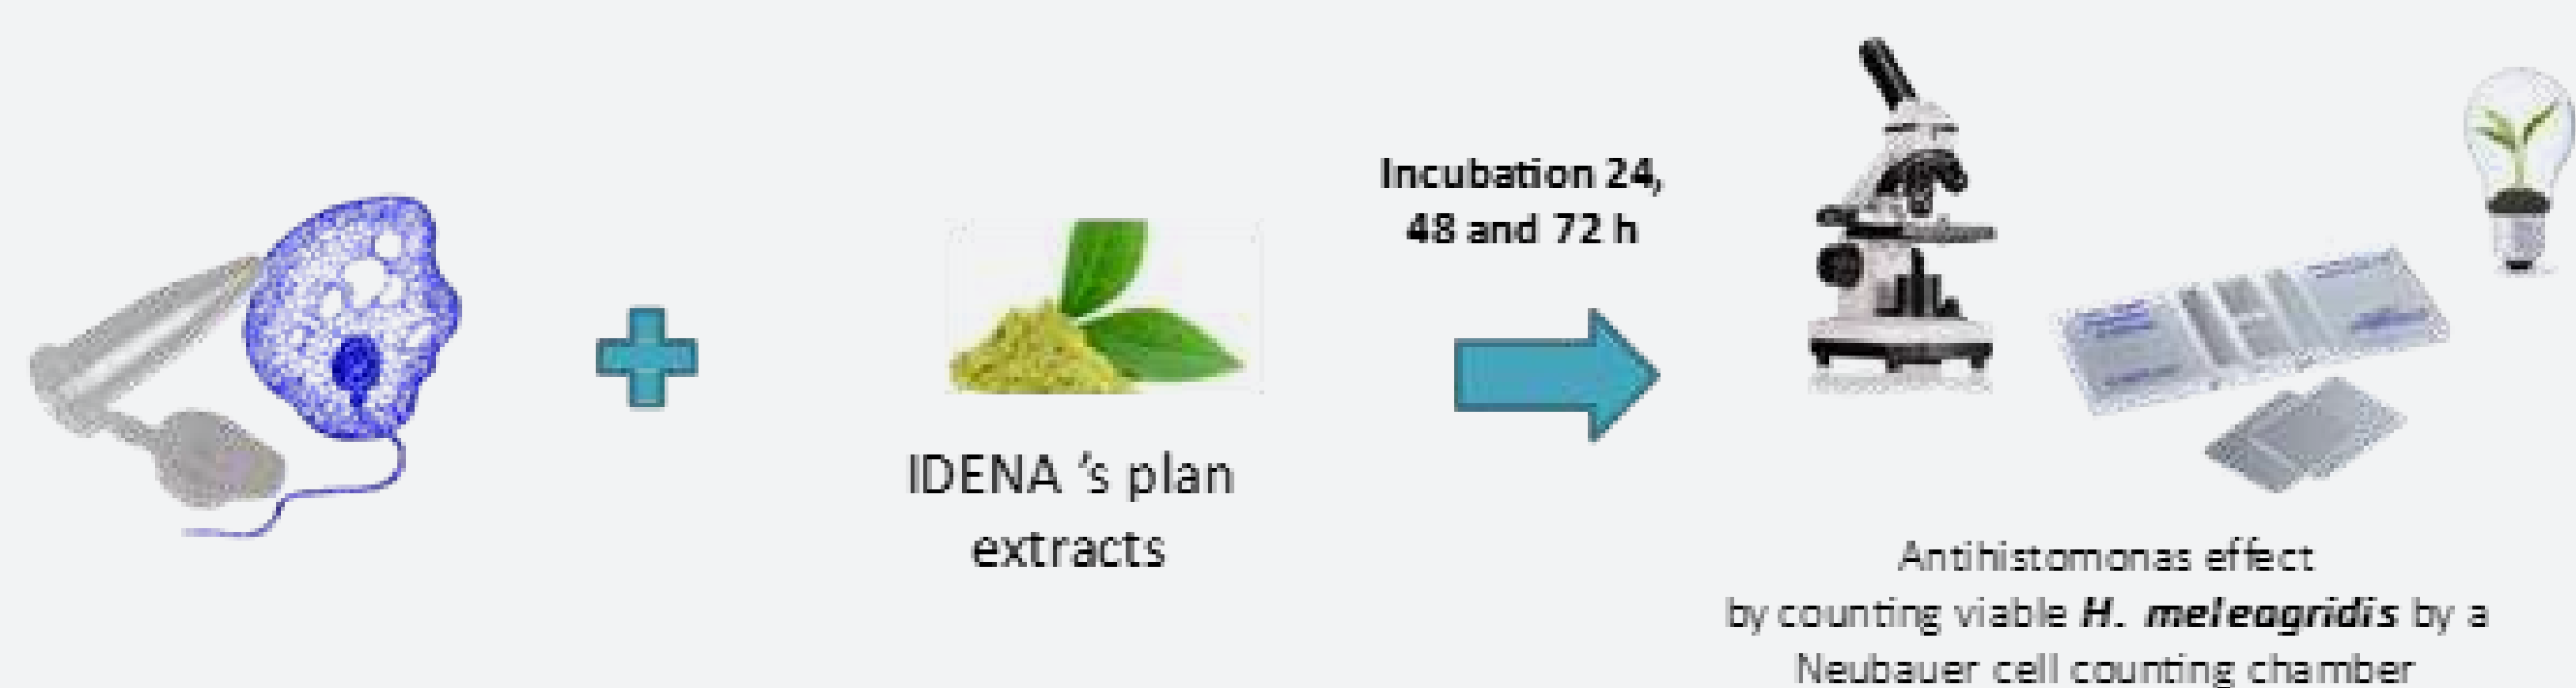 Incubation 24,
48 and 72 h
IDENA 's plan
extracts
Antihistomonas effect
by counting viable H. meleagridis by a
Neubauer cell counting chamber